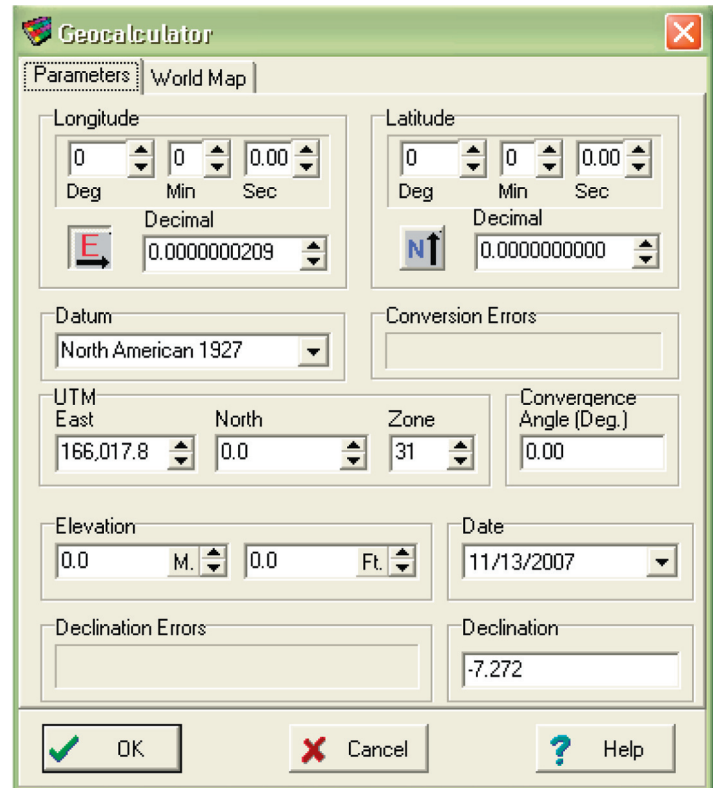 Geocalculator
Parameters World Map
Longitude Latitude
0 0 0.00 0 0 0.00
Deg Min Sec Deg Min Sec
Decimal Decimal
E 0.0000000209 N 0.0000000000
Datum Conversion Errors
North American 1927
UTM Convergence
East North Zone Angle (Deg.)
166,017.8 0.0 31 0.00
Elevation Date
0.0 M. 0.0 Ft. 11/13/2007
Declination Errors Declination
-7.272
OK Cancel ? Help